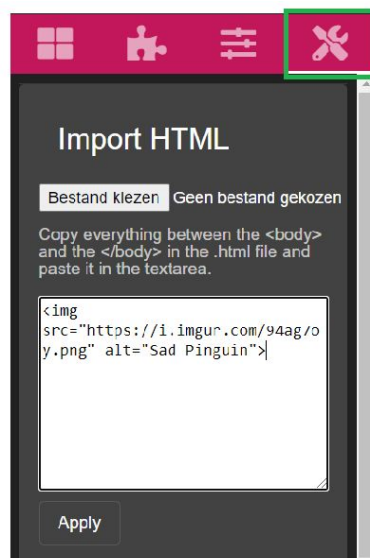 Import HTML
Bestand kiezen Geen bestand gekozen
Copy everything between the <body>
and the </body> in the .html file and
paste it in the textarea.
<img
src="https://i.imgur.com/94ag7o
y.png" alt="Sad Pinguin">
Apply